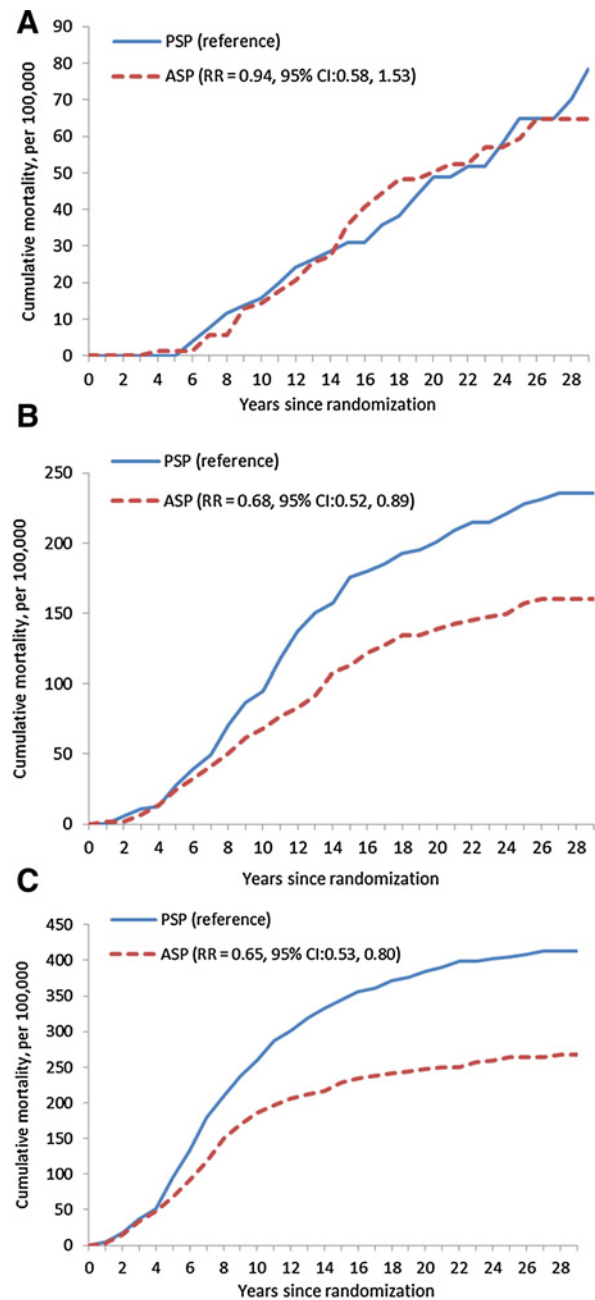 A
PSP (reference)
ASP (RR = 0.94, 95% CI:0.58, 1.53)
Cumulative mortality, per 100,000
90
80
70
60
50
40
30
20
10
0
0 2 4 6 8 10 12 14 16 18 20 22 24 26 28
Years since randomization
B
PSP (reference)
ASP (RR = 0.68, 95% CI:0.52, 0.89)
Cumulative mortality, per 100,000
250
200
150
100
50
0
0 2 4 6 8 10 12 14 16 18 20 22 24 26 28
Years since randomization
C
PSP (reference)
ASP (RR = 0.65, 95% CI:0.53, 0.80)
Cumulative mortality, per 100,000
450
400
350
300
250
200
150
100
50
0
0 2 4 6 8 10 12 14 16 18 20 22 24 26 28
Years since randomization